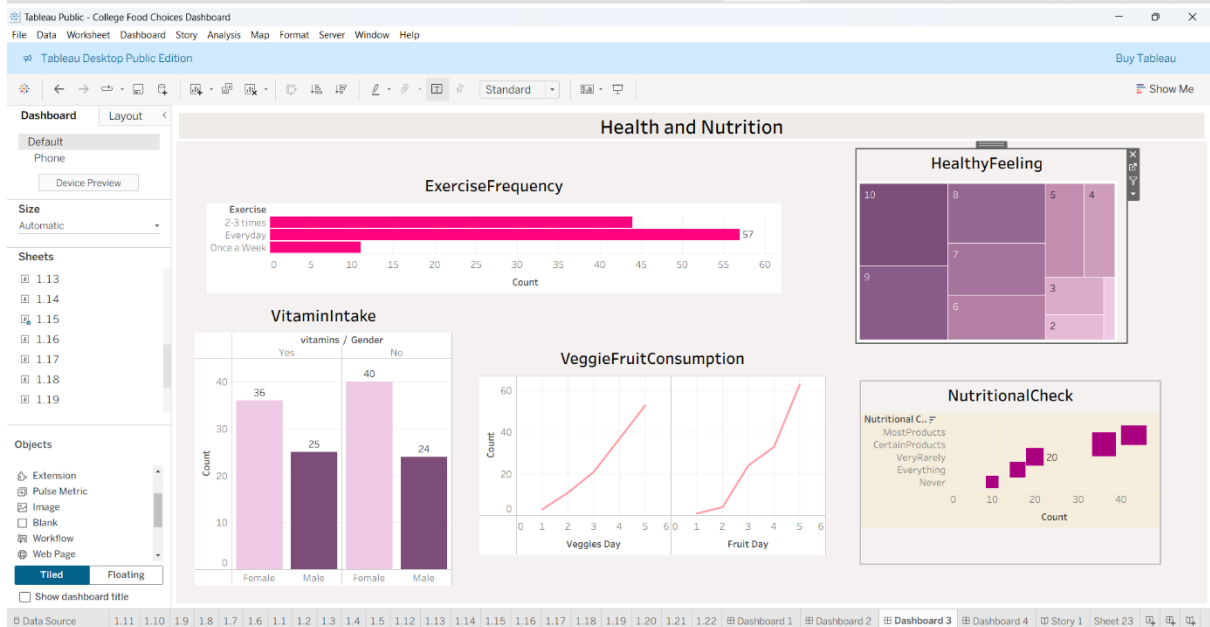 Tableau Public - College Food Choices Dashboard
File Data Worksheet Dashboard Story Analysis Map Format Server Window Help
Tableau Desktop Public Edition
Buy Tableau
Standard
Show Me
Dashboard Layout
Default
Phone
Device Preview
Size
Automatic
Sheets
1.13
1.14
1.15
1.16
1.17
1.18
1.19
Objects
Extension
Pulse Metric
Image
Blank
Workflow
Web Page
Tiled Floating
Show dashboard title
Health and Nutrition
ExerciseFrequency
Exercise
2-3 times
Everyday 57
Once a Week
0 5 10 15 20 25 30 35 40 45 50 55 60
Count
HealthyFeeling
10 8 5 4
7
9
3
6
2
VitaminIntake
vitamins / Gender
Yes No
Count
40
30
20
10
0
36 25 40 24
Female Male Female Male
VeggieFruitConsumption
Count
60
40
20
0
0 1 2 3 4 5 6 0 1 2 3 4 5 6
Veggies Day Fruit Day
NutritionalCheck
Nutritional C..
MostProducts
CertainProducts
VeryRarely 20
Everything
Never
0 10 20 30 40
Count
Data Source 1.11 1.10 1.9 1.8 1.7 1.6 1.1 1.2 1.3 1.4 1.5 1.12 1.13 1.14 1.15 1.16 1.17 1.18 1.19 1.20 1.21 1.22 Dashboard 1 Dashboard 2 Dashboard 3 Dashboard 4 Story 1 Sheet 23